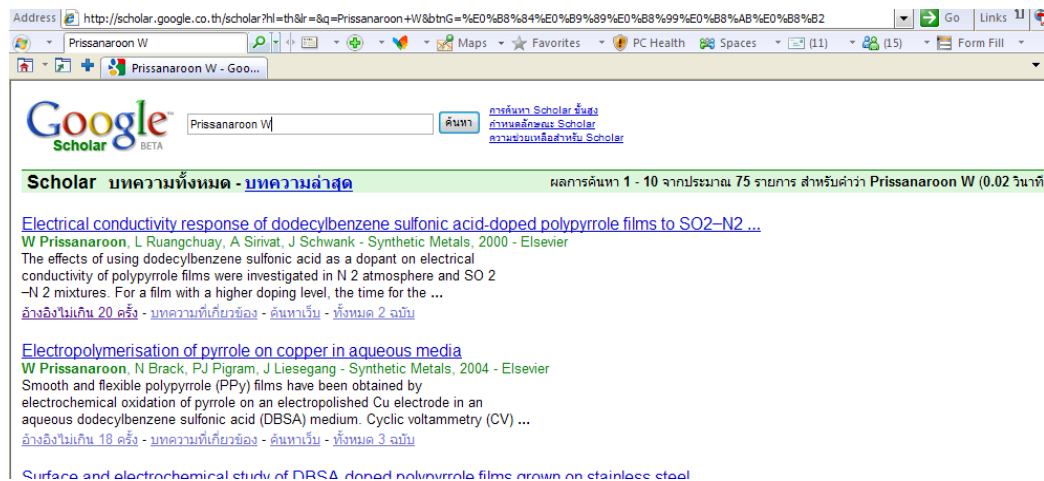 Address http://scholar.google.co.th/scholar?hl=th&lr=&q=Prissanaroon+W&btnG=%E0%B8%84%E0%B9%89%E0%B8%99%E0%B8%AB%E0%B8%B2 Go Links
Prissanaroon W Maps Favorites PC Health Spaces (11) (15) Form Fill
Prissanaroon W - Goo...
Google Scholar BETA Prissanaroon W ค้นหา
การค้นหา Scholar ขั้นสูง
กำหนดลักษณะ Scholar
ความช่วยเหลือสำหรับ Scholar
Scholar บทความทั้งหมด - บทความล่าสุด ผลการค้นหา 1 - 10 จากประมาณ 75 รายการ สำหรับคำว่า Prissanaroon W (0.02 วินาที
Electrical conductivity response of dodecylbenzene sulfonic acid-doped polypyrrole films to SO2–N2 ...
W Prissanaroon, L Ruangchuay, A Sirivat, J Schwank - Synthetic Metals, 2000 - Elsevier
The effects of using dodecylbenzene sulfonic acid as a dopant on electrical
conductivity of polypyrrole films were investigated in N 2 atmosphere and SO 2
–N 2 mixtures. For a film with a higher doping level, the time for the ...
อ้างอิงไม่เกิน 20 ครั้ง - บทความที่เกี่ยวข้อง - ค้นหาเว็บ - ทั้งหมด 2 ฉบับ
Electropolymerisation of pyrrole on copper in aqueous media
W Prissanaroon, N Brack, PJ Pigram, J Liesegang - Synthetic Metals, 2004 - Elsevier
Smooth and flexible polypyrrole (PPy) films have been obtained by
electrochemical oxidation of pyrrole on an electropolished Cu electrode in an
aqueous dodecylbenzene sulfonic acid (DBSA) medium. Cyclic voltammetry (CV) ...
อ้างอิงไม่เกิน 18 ครั้ง - บทความที่เกี่ยวข้อง - ค้นหาเว็บ - ทั้งหมด 3 ฉบับ
Surface and electrochemical study of DBSA-doped polypyrrole films grown on stainless steel